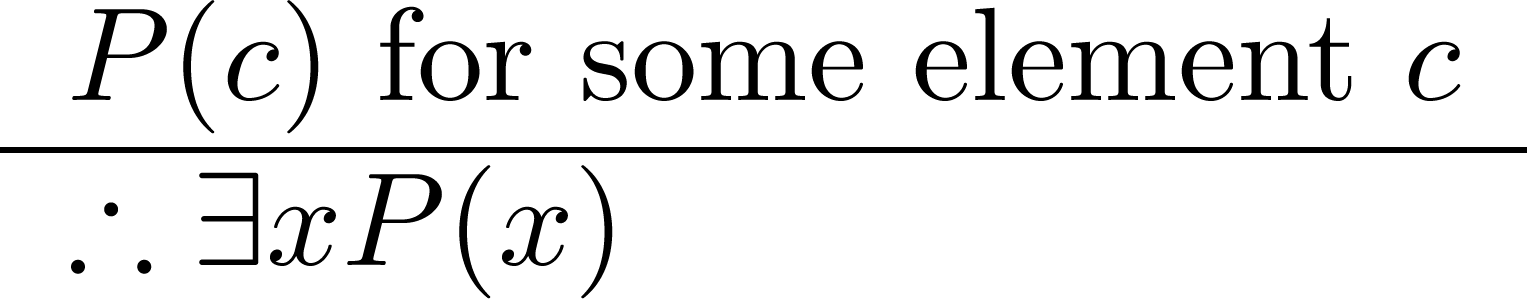 P(c) for some element c
∴ ∃xP(x)